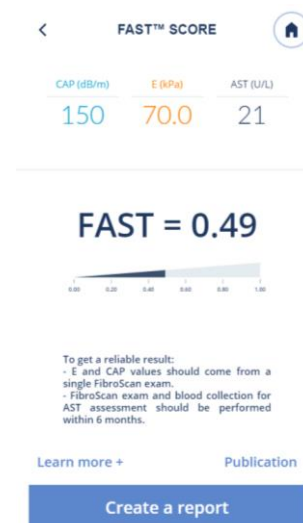 FAST™ SCORE
CAP (dB/m) E (kPa) AST (U/L)
150 70.0 21
FAST = 0.49
0.00 0.20 0.40 0.60 0.80 1.00
To get a reliable result:
- E and CAP values should come from a
single FibroScan exam.
- FibroScan exam and blood collection for
AST assessment should be performed
within 6 months.
Learn more + Publication
Create a report